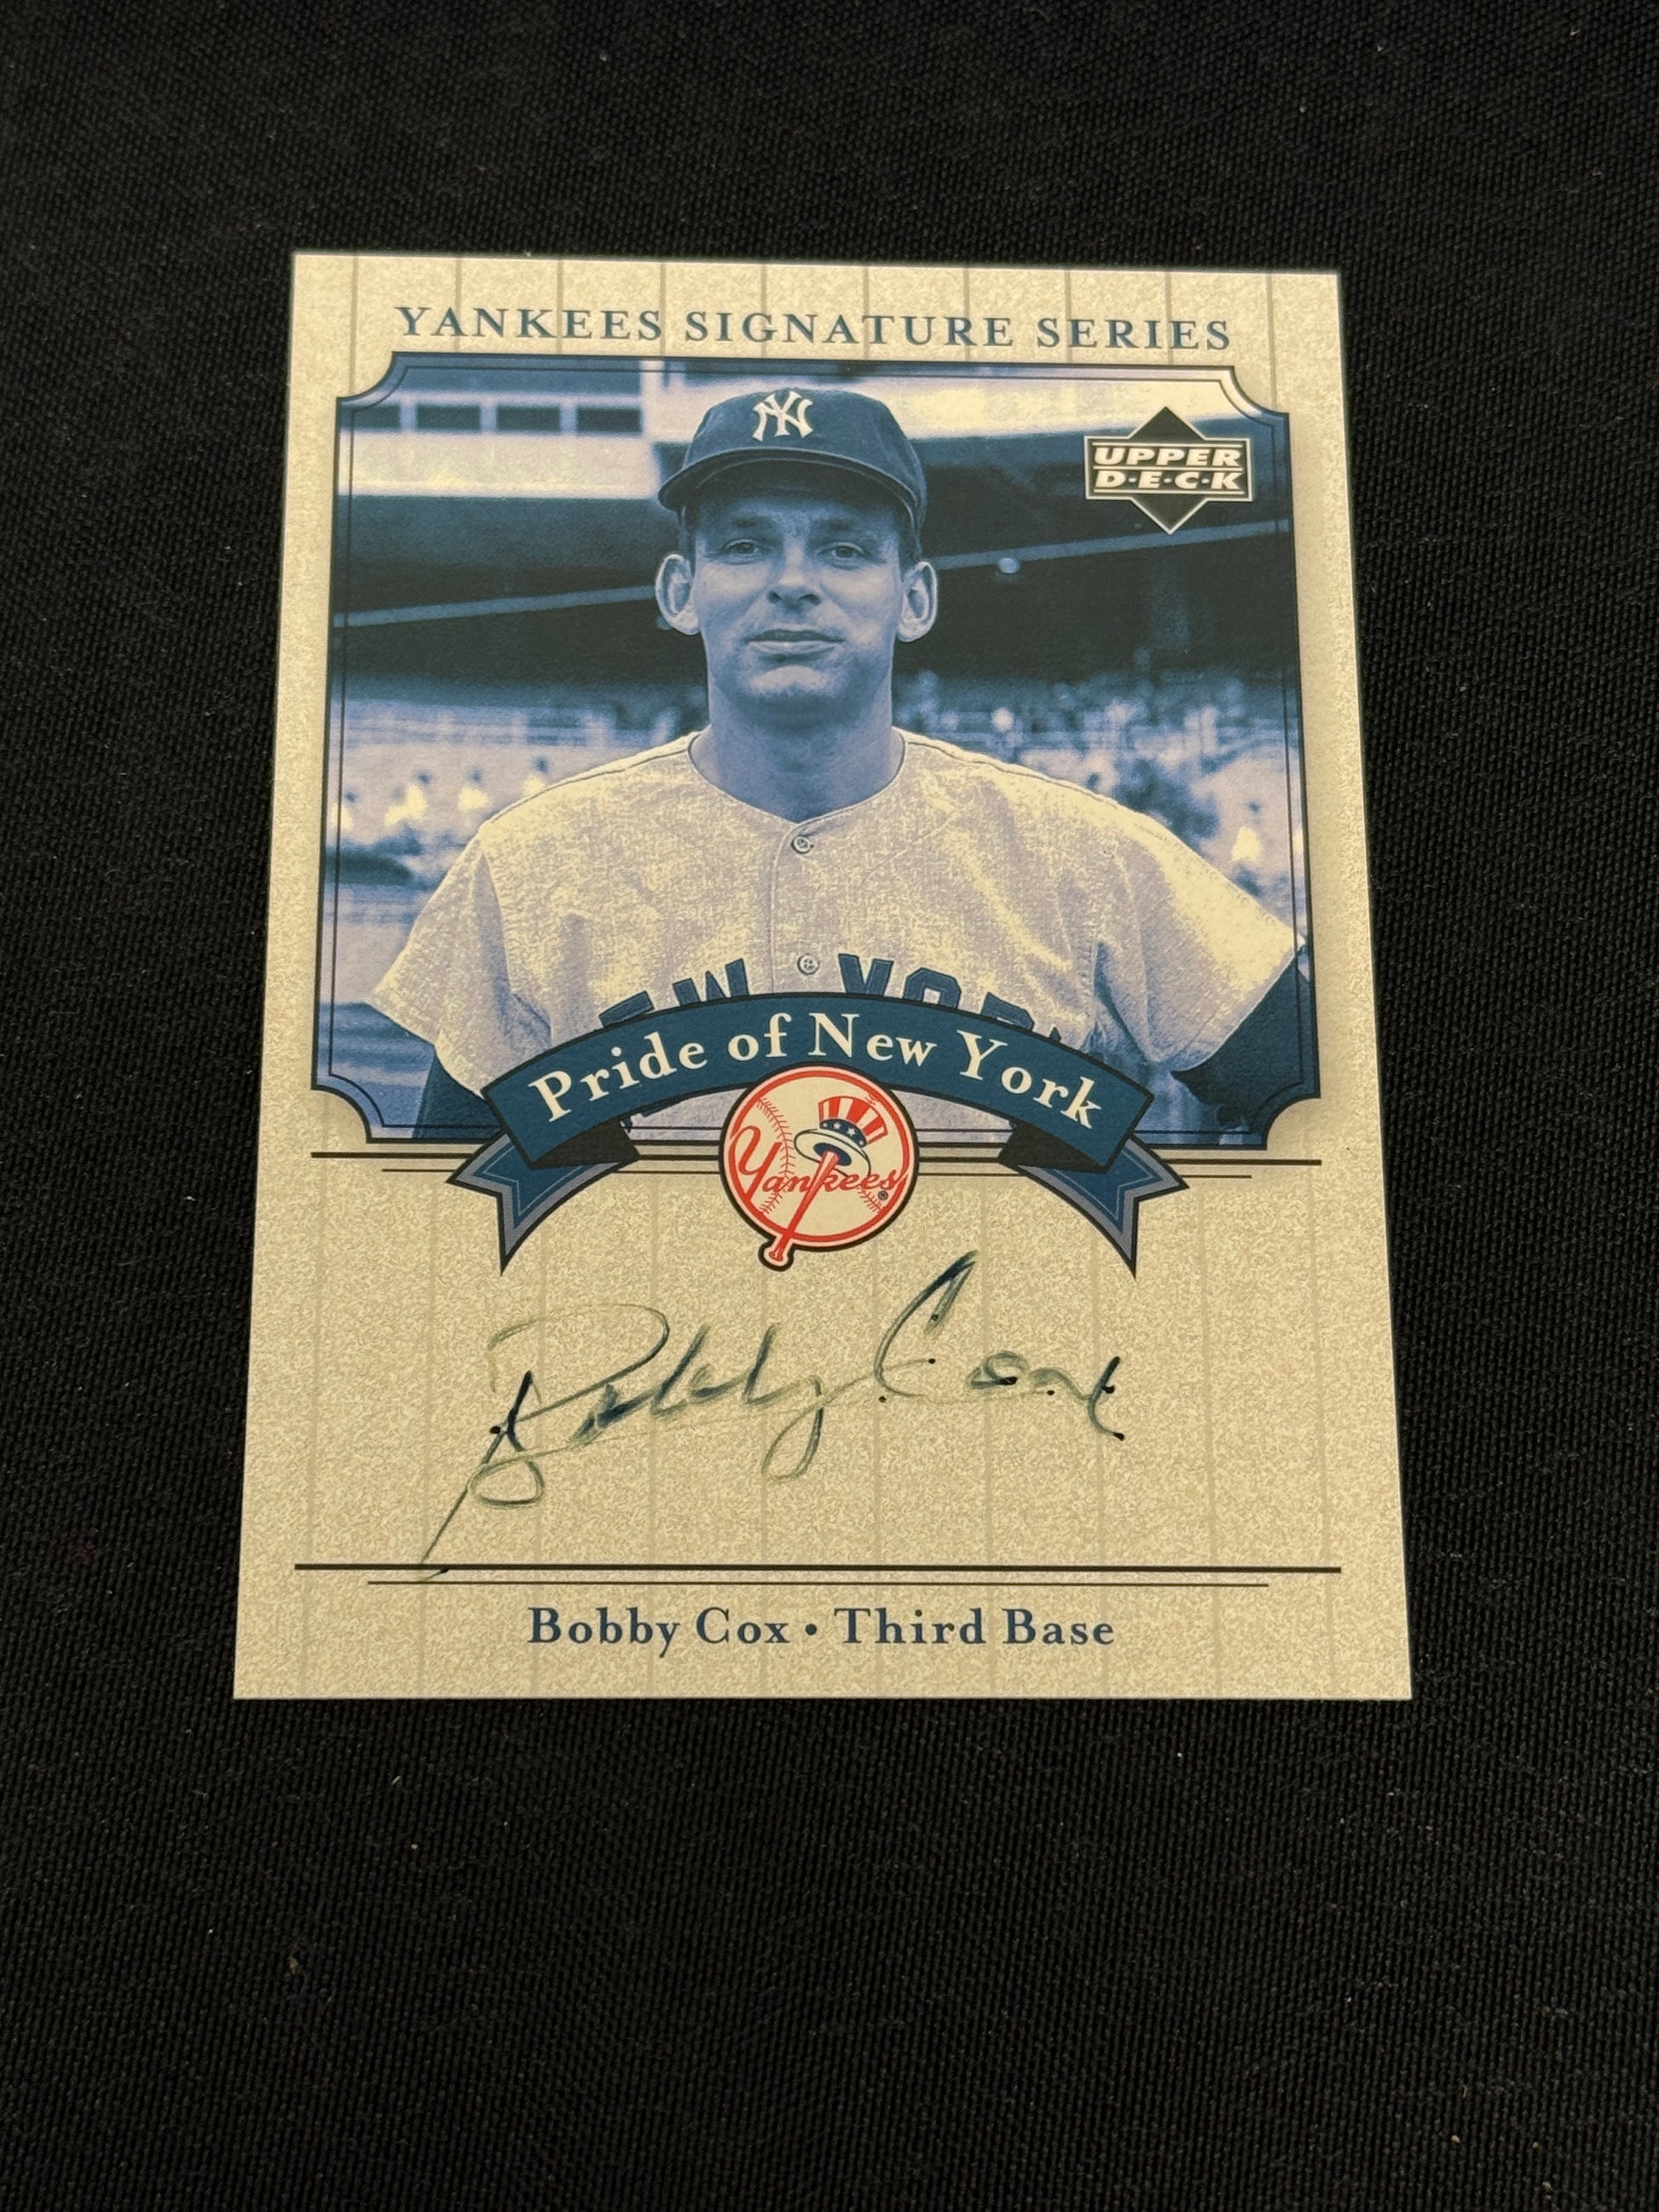 YANKEES SIGNATURE SERIES
NY
UPPER
D·E·C·K
NEW YORK
Pride of New York
Yankees®
Bobby Cox
Bobby Cox • Third Base